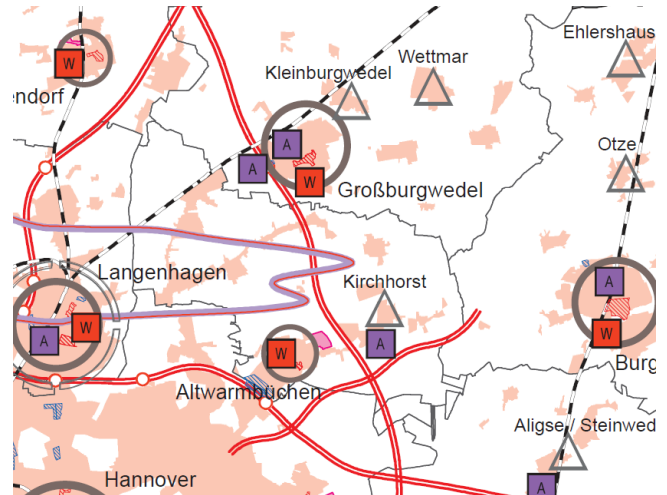 Ehlershaus
Wettmar
Kleinburgwedel
W
endorf
A
Otze
A
W
Großburgwedel
Langenhagen
Kirchhorst
A
W
A
W
A
W
Burg
Altwarmbüchen
Aligse / Steinwed
Hannover
A